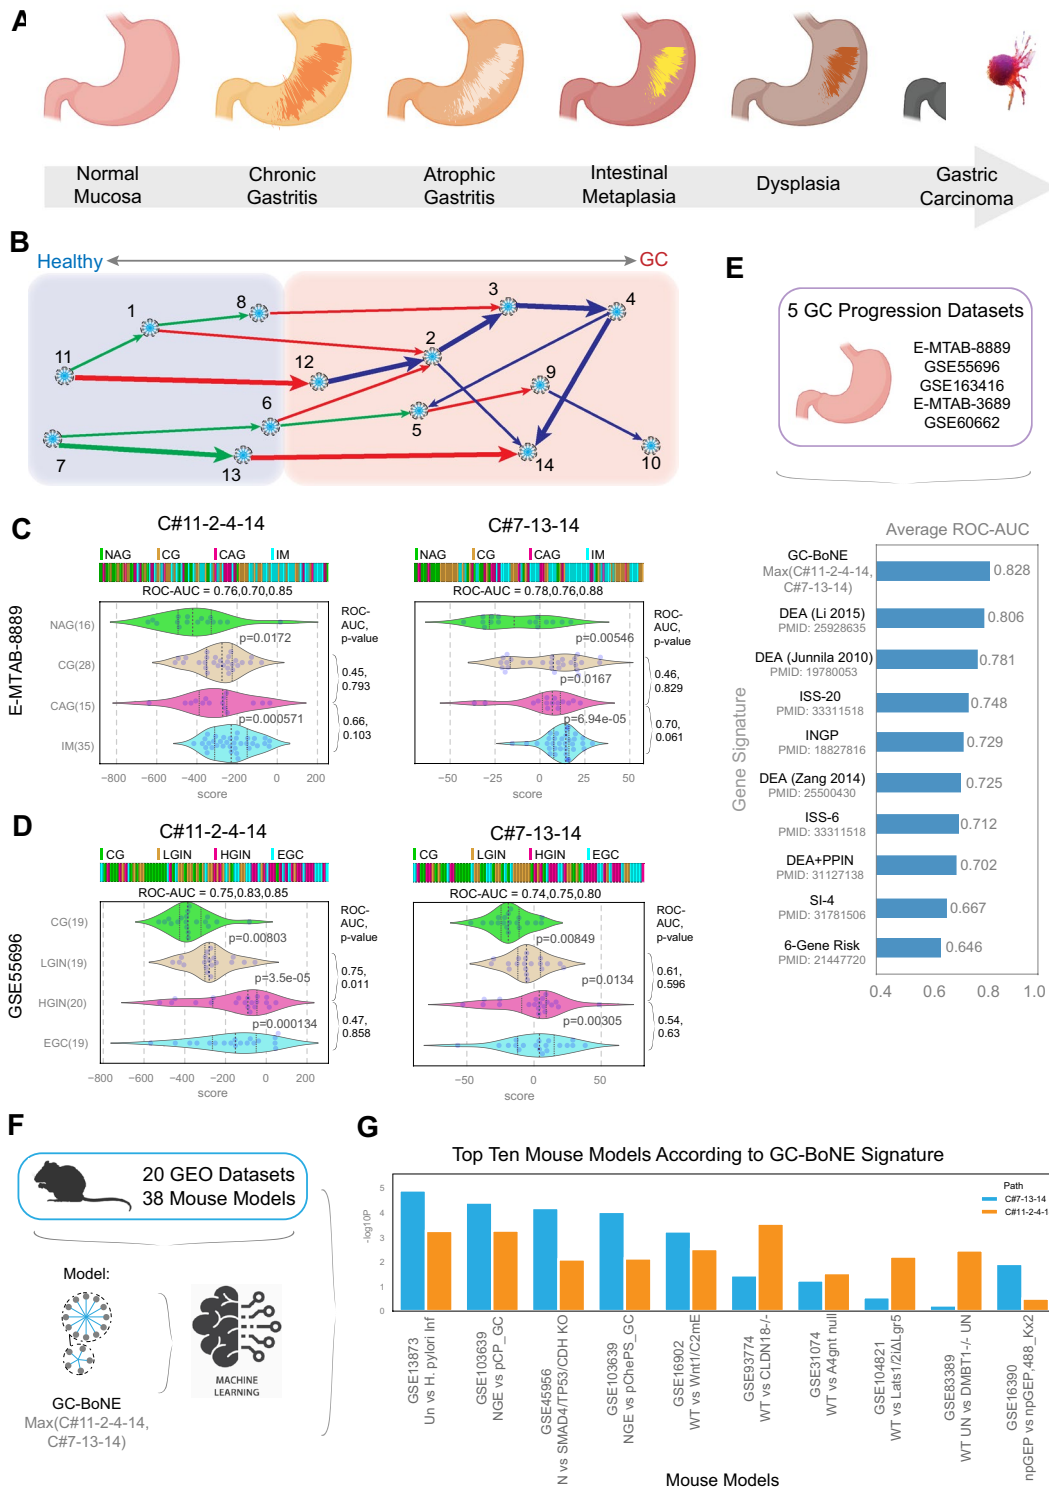 A
Normal Mucosa
Chronic Gastritis
Atrophic Gastritis
Intestinal Metaplasia
Dysplasia
Gastric Carcinoma
B
Healthy
GC
1
8
3
4
11
12
2
9
6
5
7
13
14
10
E
5 GC Progression Datasets
E-MTAB-8889
GSE55696
GSE163416
E-MTAB-3689
GSE60662
C
E-MTAB-8889
C#11-2-4-14
NAG CG CAG IM
ROC-AUC = 0.76,0.70,0.85
NAG(16)
CG(28)
CAG(15)
IM(35)
p=0.0172
p=0.000571
ROC-AUC, p-value
0.45, 0.793
0.66, 0.103
−800 −600 −400 −200 0 200
score
C#7-13-14
NAG CG CAG IM
ROC-AUC = 0.78,0.76,0.88
p=0.00546
p=0.0167
p=6.94e-05
ROC-AUC, p-value
0.46, 0.829
0.70, 0.061
−50 −25 0 25 50
score
D
GSE55696
C#11-2-4-14
CG LGIN HGIN EGC
ROC-AUC = 0.75,0.83,0.85
CG(19)
LGIN(19)
HGIN(20)
EGC(19)
p=0.00803
p=3.5e-05
p=0.000134
ROC-AUC, p-value
0.75, 0.011
0.47, 0.858
−800 −600 −400 −200 0 200
score
C#7-13-14
CG LGIN HGIN EGC
ROC-AUC = 0.74,0.75,0.80
p=0.00849
p=0.0134
p=0.00305
ROC-AUC, p-value
0.61, 0.596
0.54, 0.63
−50 0 50
score
Average ROC-AUC
Gene Signature
GC-BoNE
Max(C#11-2-4-14,
C#7-13-14)
0.828
DEA (Li 2015)
PMID: 25928635
0.806
DEA (Junnila 2010)
PMID: 19780053
0.781
ISS-20
PMID: 33311518
0.748
INGP
PMID: 18827816
0.729
DEA (Zang 2014)
PMID: 25500430
0.725
ISS-6
PMID: 33311518
0.712
DEA+PPIN
PMID: 31127138
0.702
SI-4
PMID: 31781506
0.667
6-Gene Risk
PMID: 21447720
0.646
0.4 0.6 0.8 1.0
F
20 GEO Datasets
38 Mouse Models
Model:
MACHINE LEARNING
GC-BoNE
Max(C#11-2-4-14,
C#7-13-14)
G
Top Ten Mouse Models According to GC-BoNE Signature
Path
C#7-13-14
C#11-2-4-1
-log10P
5
4
3
2
1
0
GSE13873
Un vs H. pylori Inf
GSE103639
NGE vs pCP_GC
GSE45956
N vs SMAD4/TP53/CDH KO
GSE103639
NGE vs pChePS_GC
GSE16902
WT vs Wnt1/C2mE
GSE93774
WT vs CLDN18-/-
GSE31074
WT vs A4gnt null
GSE104821
WT vs Lats1/2iΔLgr5
GSE83389
WT UN vs DMBT1-/- UN
GSE16390
npGEP vs npGEP,488_Kx2
Mouse Models